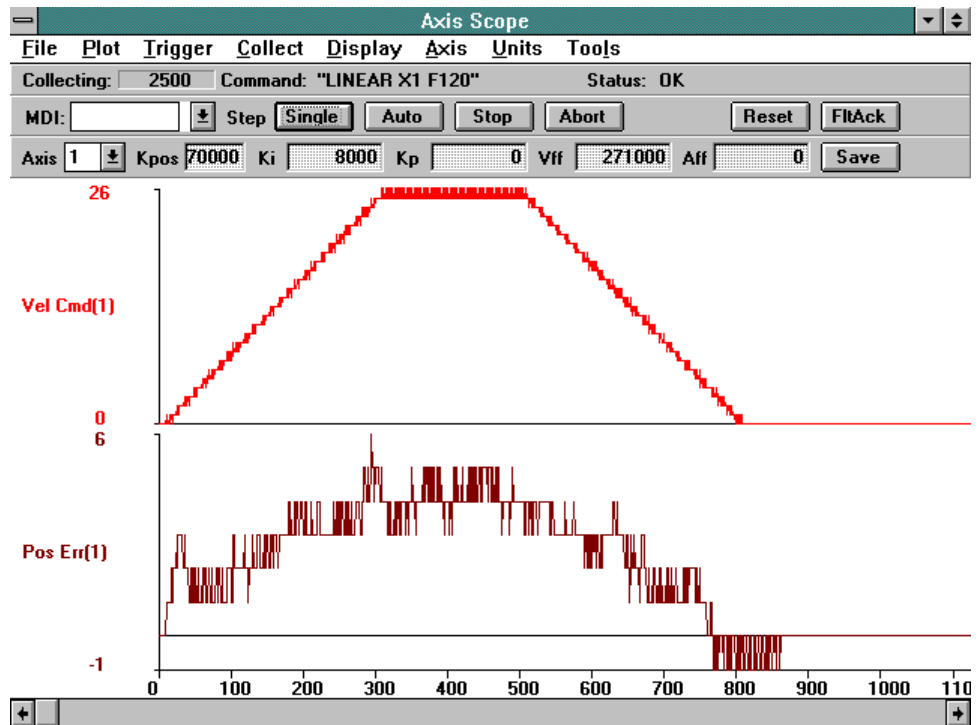 Axis Scope
File Plot Trigger Collect Display Axis Units Tools
Collecting: 2500 Command: "LINEAR X1 F120" Status: OK
MDI: Step Single Auto Stop Abort Reset FltAck
Axis 1 Kpos 70000 Ki 8000 Kp 0 Vff 271000 Aff 0 Save
26
Vel Cmd(1)
0
6
Pos Err(1)
-1
0 100 200 300 400 500 600 700 800 900 1000 110